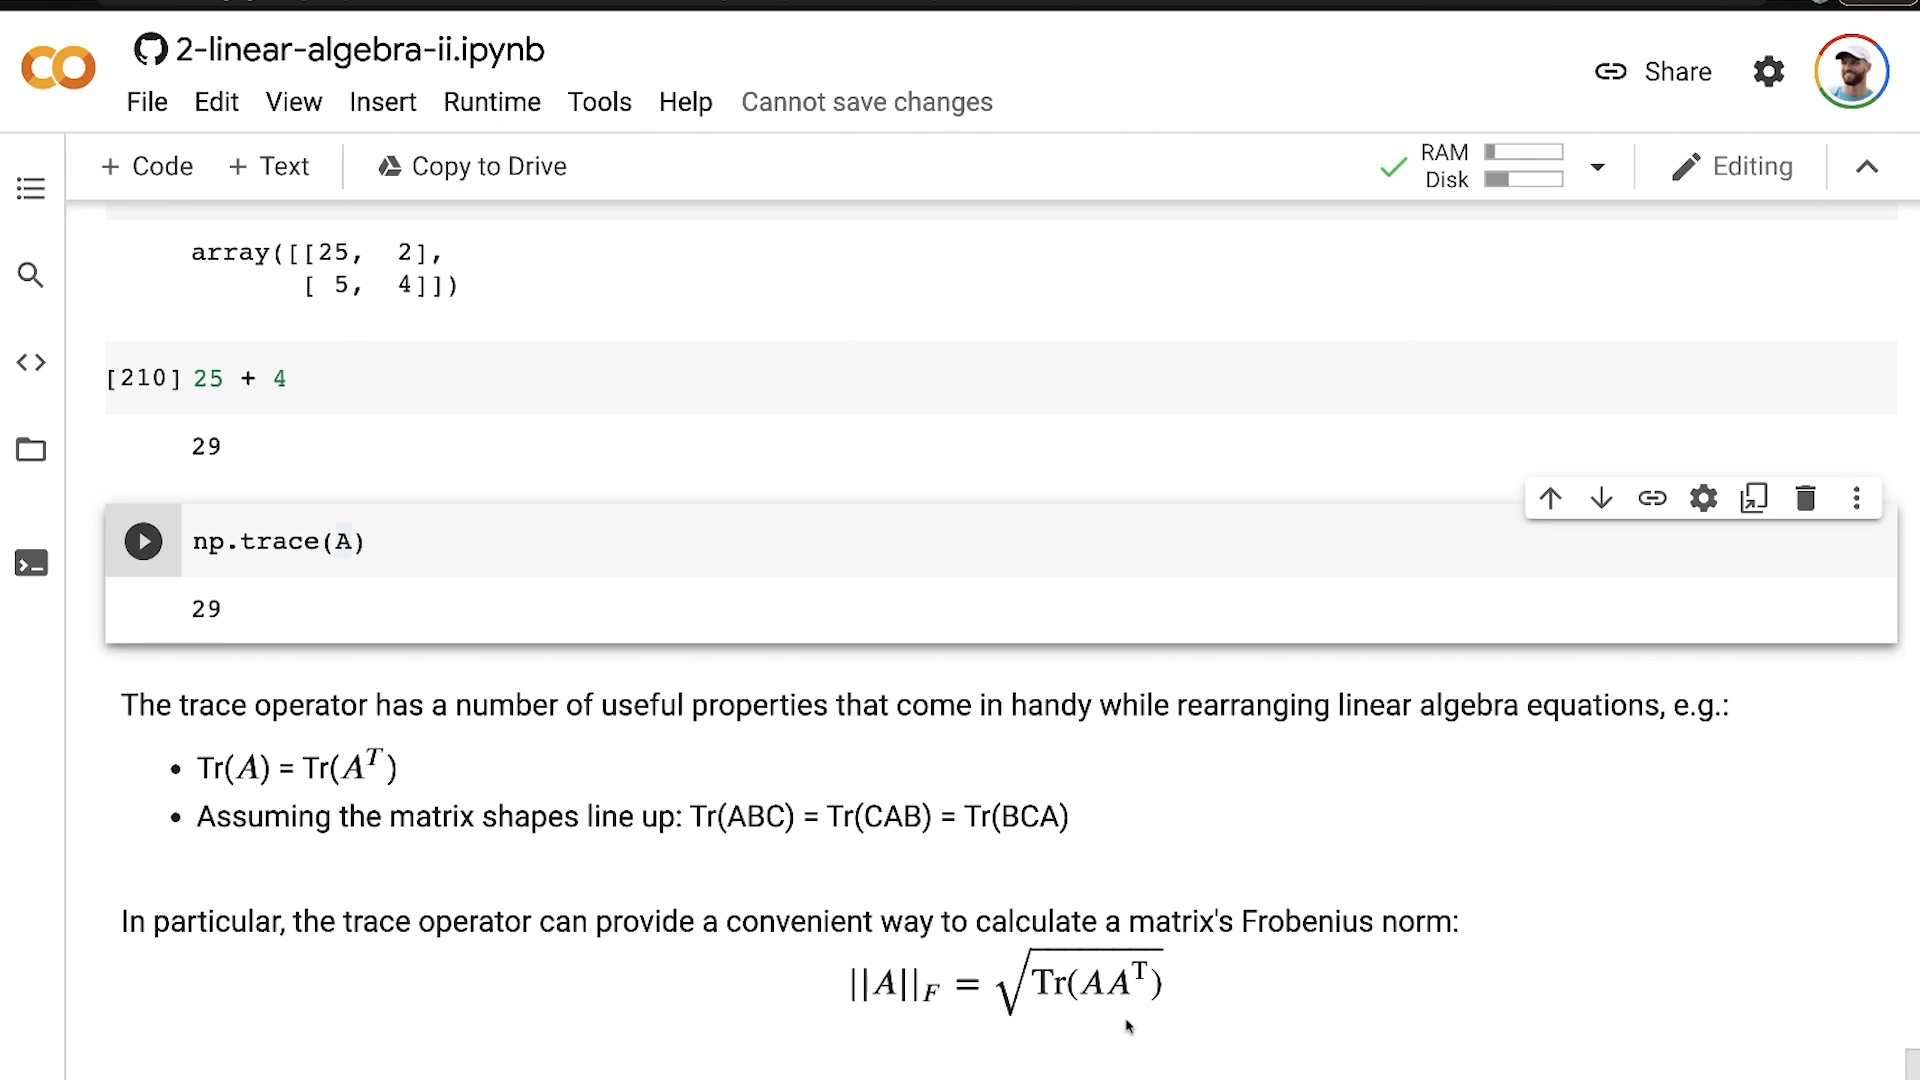 2-linear-algebra-ii.ipynb
File Edit View Insert Runtime Tools Help Cannot save changes
Share
+ Code + Text Copy to Drive
RAM
Disk
Editing
array([[25, 2],
[ 5, 4]])
[210] 25 + 4
29
np.trace(A)
29
The trace operator has a number of useful properties that come in handy while rearranging linear algebra equations, e.g.:
• Tr(A) = Tr(A^T)
• Assuming the matrix shapes line up: Tr(ABC) = Tr(CAB) = Tr(BCA)
In particular, the trace operator can provide a convenient way to calculate a matrix's Frobenius norm:
||A||_F = √Tr(AA^T)